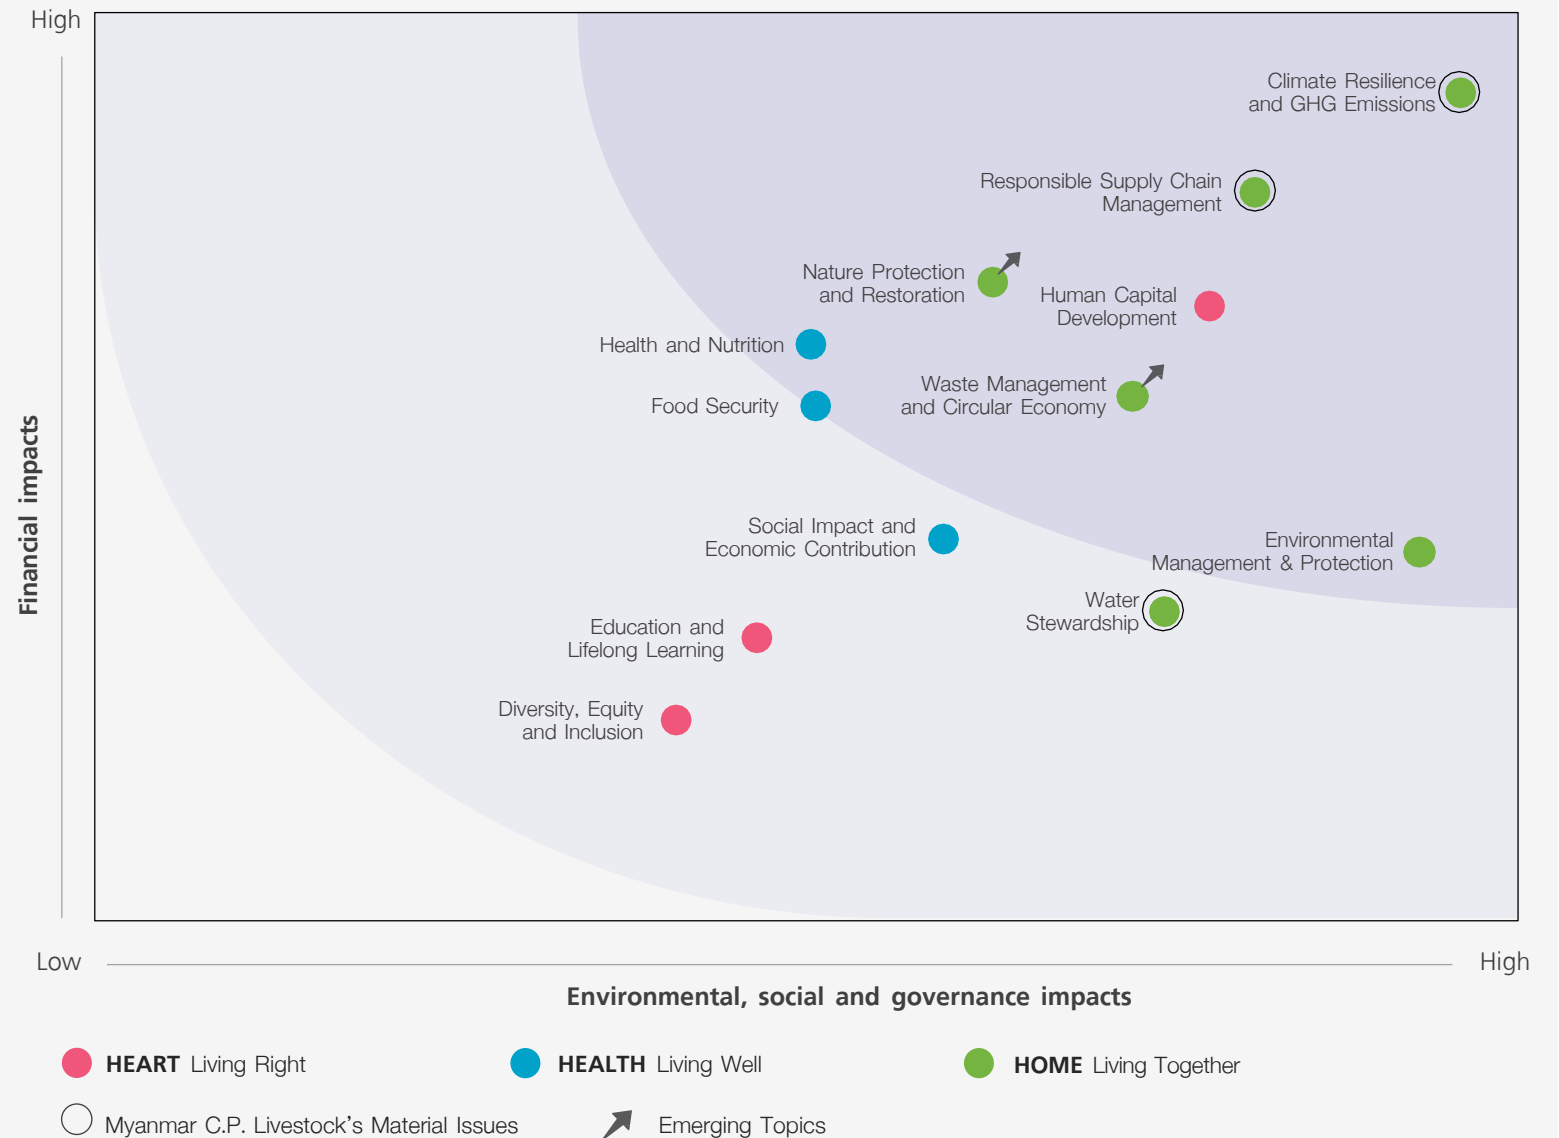 High
Climate Resilience
and GHG Emissions
Responsible Supply Chain
Management
Nature Protection
and Restoration
Human Capital
Development
Health and Nutrition
Waste Management
and Circular Economy
Food Security
Financial impacts
Social Impact and
Economic Contribution
Environmental
Management & Protection
Water
Stewardship
Education and
Lifelong Learning
Diversity, Equity
and Inclusion
Low
High
Environmental, social and governance impacts
HEART Living Right
HEALTH Living Well
HOME Living Together
Myanmar C.P. Livestock's Material Issues
Emerging Topics